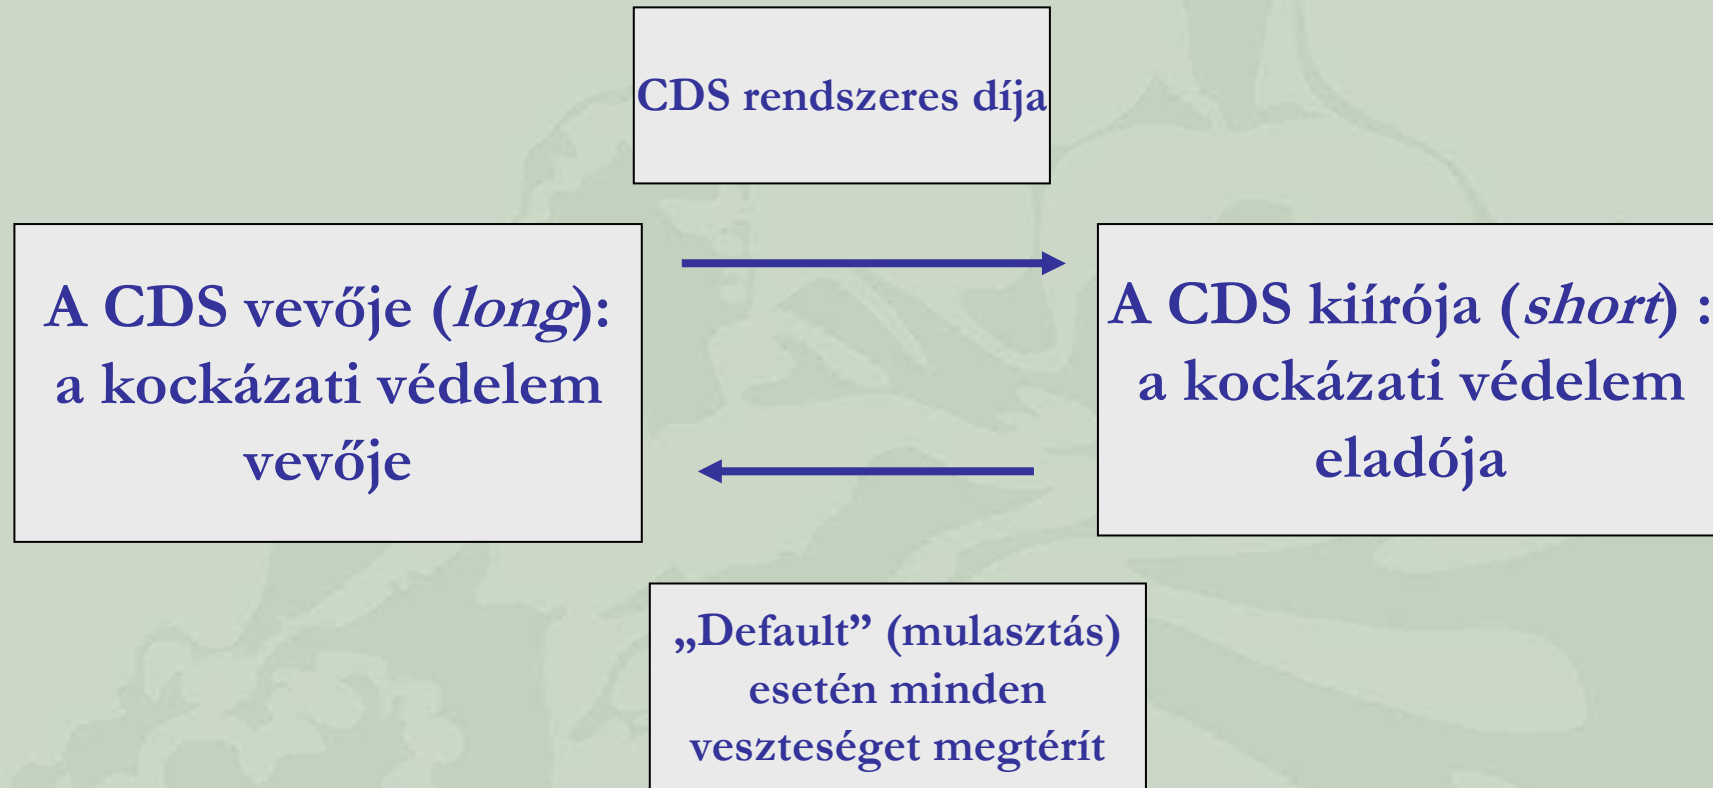 CDS rendszeres díja
A CDS vevője (long):
a kockázati védelem
vevője
A CDS kiírója (short) :
a kockázati védelem
eladója
„Default” (mulasztás)
esetén minden
veszteséget megtérít